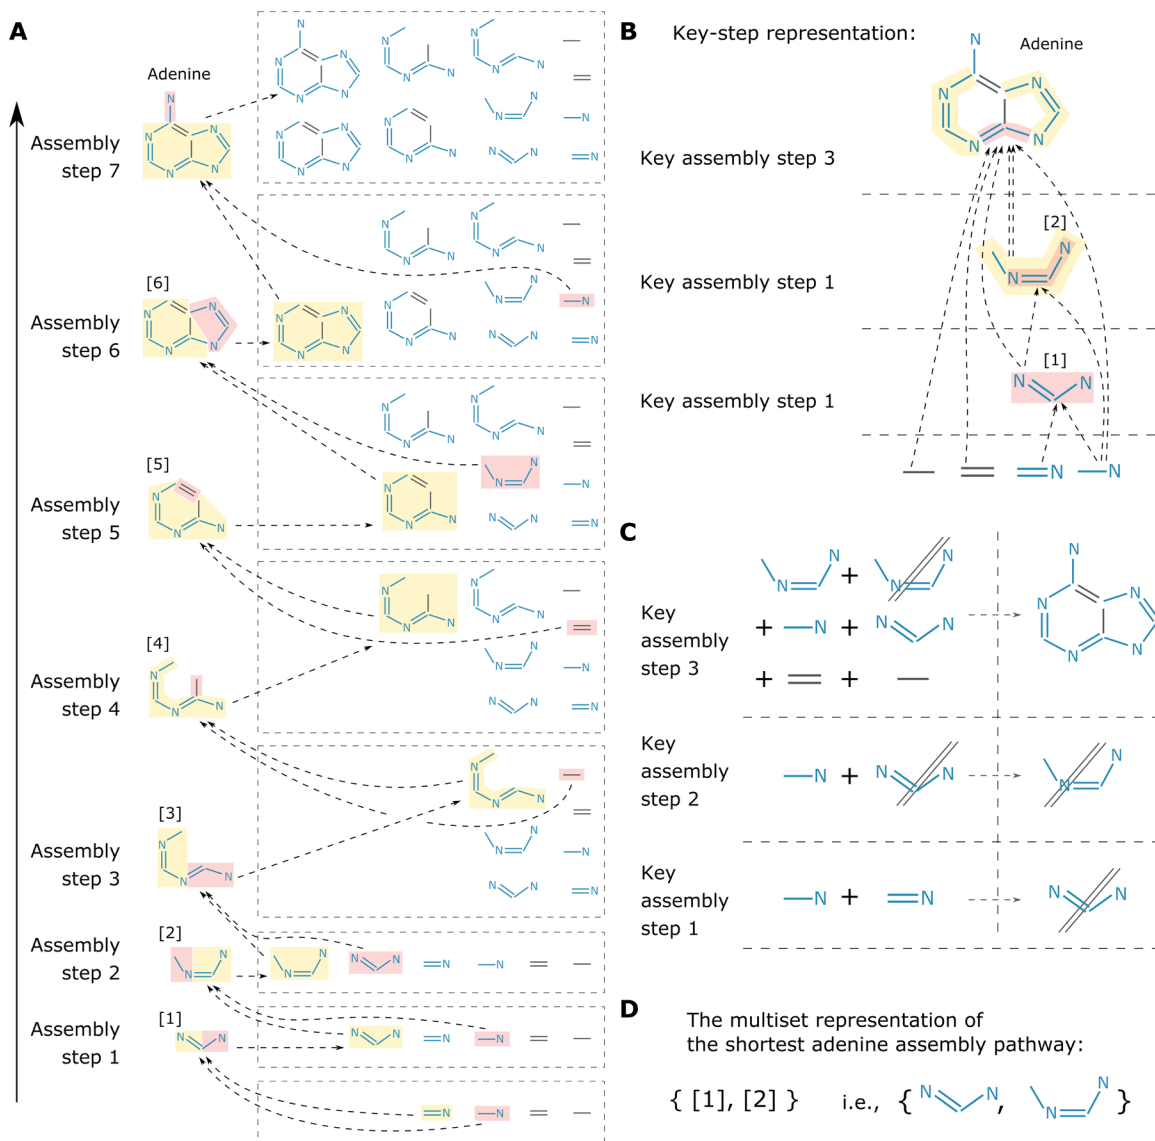 A
Adenine
Assembly
step 7
[6]
Assembly
step 6
[5]
Assembly
step 5
[4]
Assembly
step 4
[3]
Assembly
step 3
[2]
Assembly
step 2
[1]
Assembly
step 1
B
Key-step representation:
Adenine
Key assembly step 3
[2]
Key assembly step 1
[1]
Key assembly step 1
C
Key
assembly
step 3
Key
assembly
step 2
Key
assembly
step 1
D
The multiset representation of
the shortest adenine assembly pathway:
{ [1], [2] } i.e., { , }